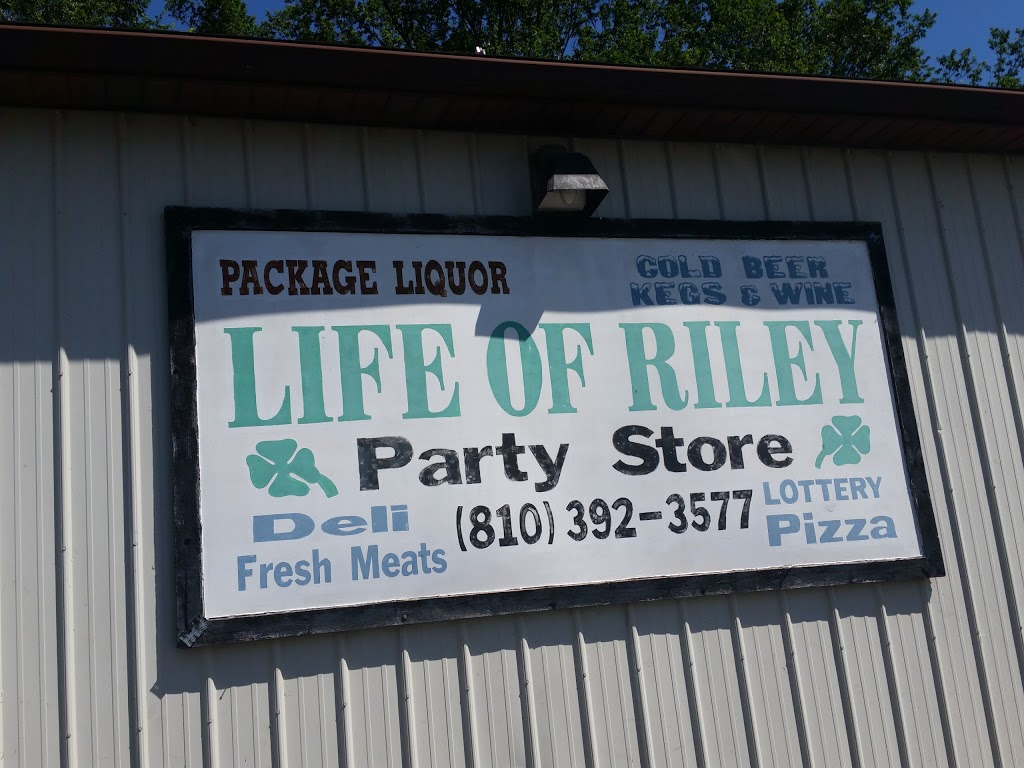 PACKAGE LIQUOR
COLD BEER
KEGS & WINE
LIFE OF RILEY
Party Store
Deli
Fresh Meats
(810) 392-3577
LOTTERY
Pizza